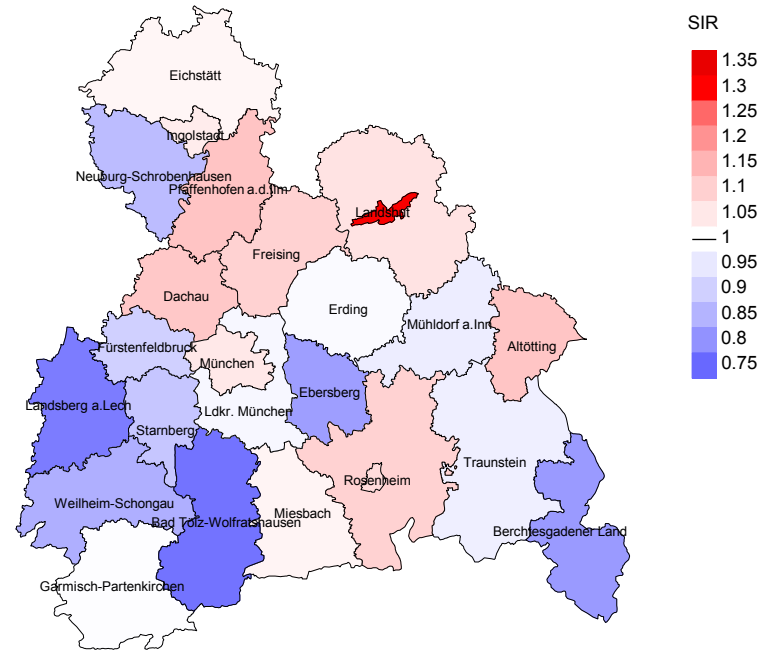 SIR
1.35
1.3
1.25
1.2
1.15
1.1
1.05
1
0.95
0.9
0.85
0.8
0.75
Eichstätt
Ingolstadt
Neuburg-Schrobenhausen
Pfaffenhofen a.d.Ilm
Landshut
Freising
Dachau
Erding
Mühldorf a.Inn
Altötting
Fürstenfeldbruck
München
Ebersberg
Landsberg a.Lech
Ldkr. München
Starnberg
Traunstein
Rosenheim
Weilheim-Schongau
Miesbach
Bad Tölz-Wolfratshausen
Berchtesgadener Land
Garmisch-Partenkirchen